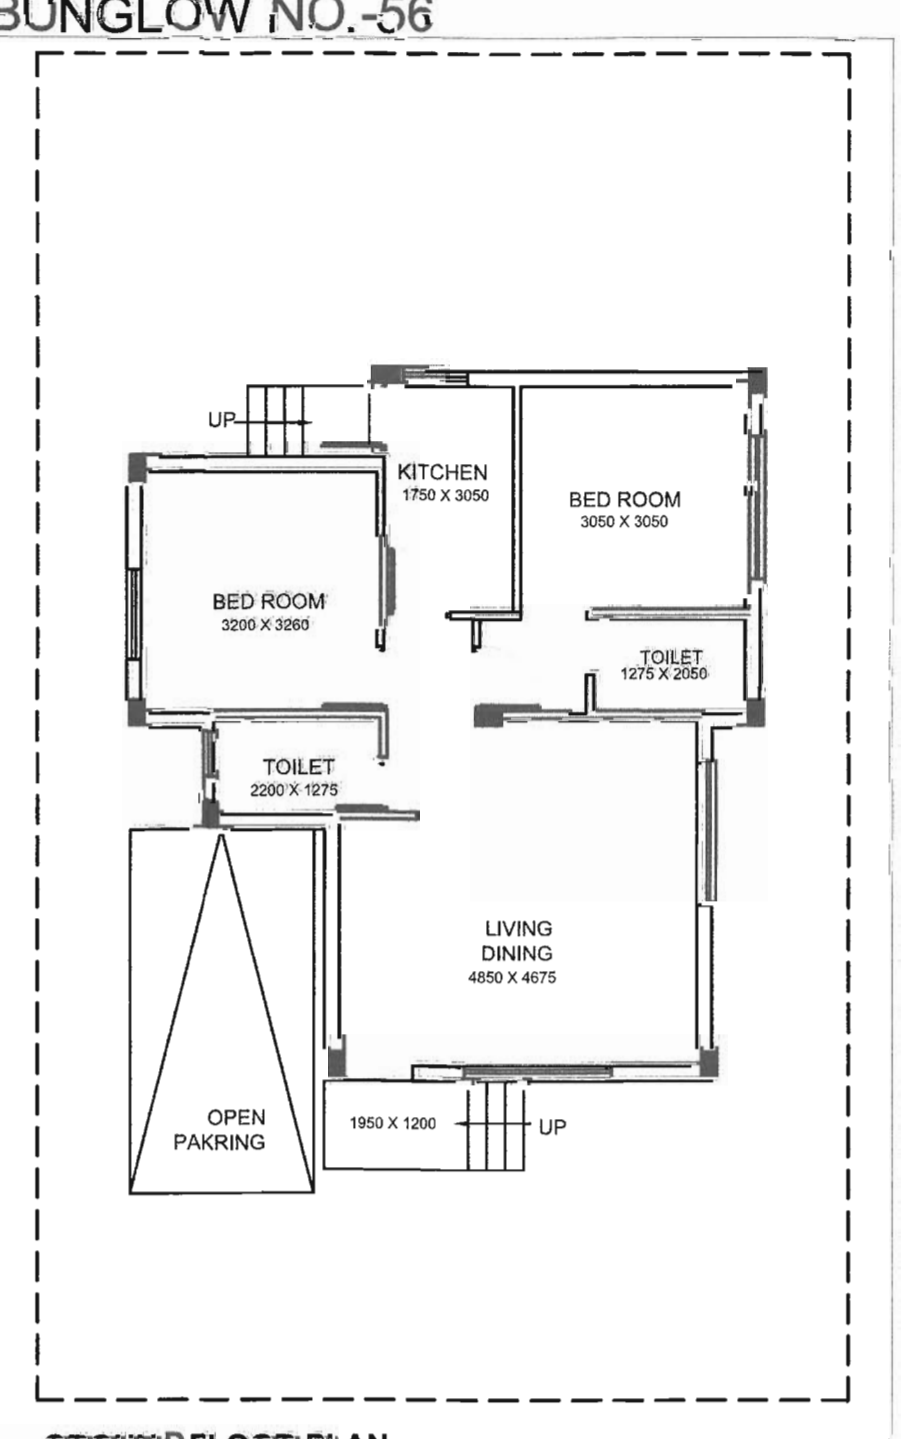 BUNGLOW NO.-56
UP
KITCHEN
1750 X 3050
BED ROOM
3050 X 3050
BED ROOM
3200 X 3260
TOILET
1275 X 2050
TOILET
2200 X 1275
LIVING
DINING
4850 X 4675
OPEN
PAKRING
1950 X 1200
UP
PLAN